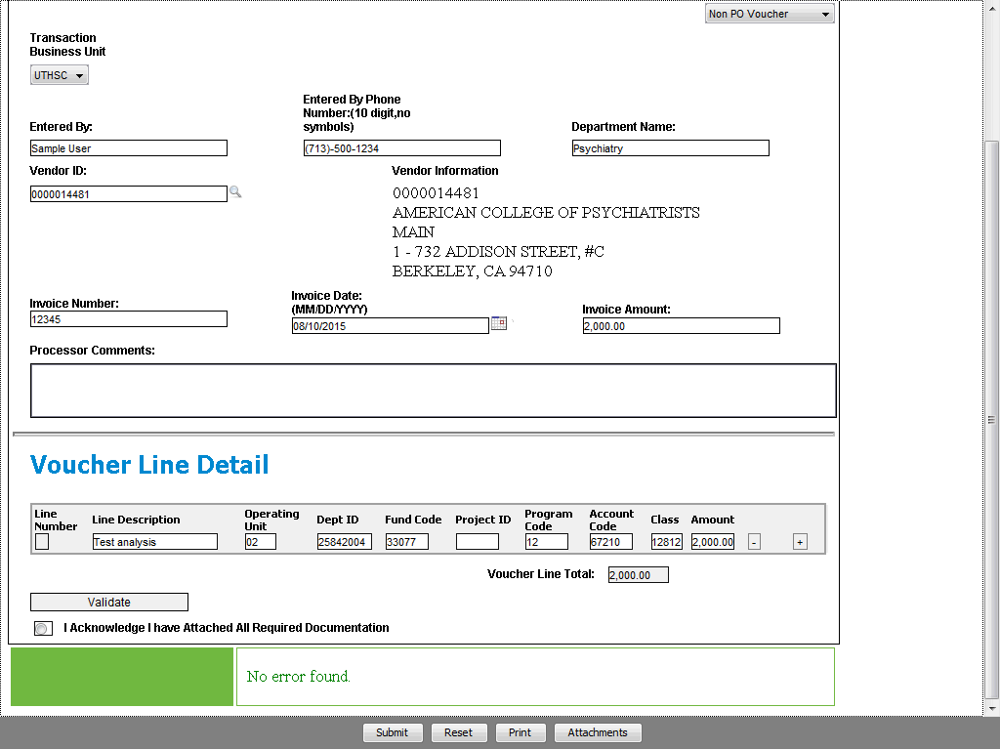 Non PO Voucher
Transaction
Business Unit
UTHSC
Entered By:
Entered By Phone
Number:(10 digit,no
symbols)
Department Name:
Sample User
(713)-500-1234
Psychiatry
Vendor ID:
Vendor Information
0000014481
0000014481
AMERICAN COLLEGE OF PSYCHIATRISTS
MAIN
1 - 732 ADDISON STREET, #C
BERKELEY, CA 94710
Invoice Number:
Invoice Date:
(MM/DD/YYYY)
Invoice Amount:
12345
08/10/2015
2,000.00
Processor Comments:
Voucher Line Detail
Line
Number
Line Description
Operating
Unit
Dept ID
Fund Code
Project ID
Program
Code
Account
Code
Class
Amount
Test analysis
02
25842004
33077
12
67210
12812
2,000.00
-
+
Voucher Line Total:
2,000.00
Validate
I Acknowledge I have Attached All Required Documentation
No error found.
Submit
Reset
Print
Attachments